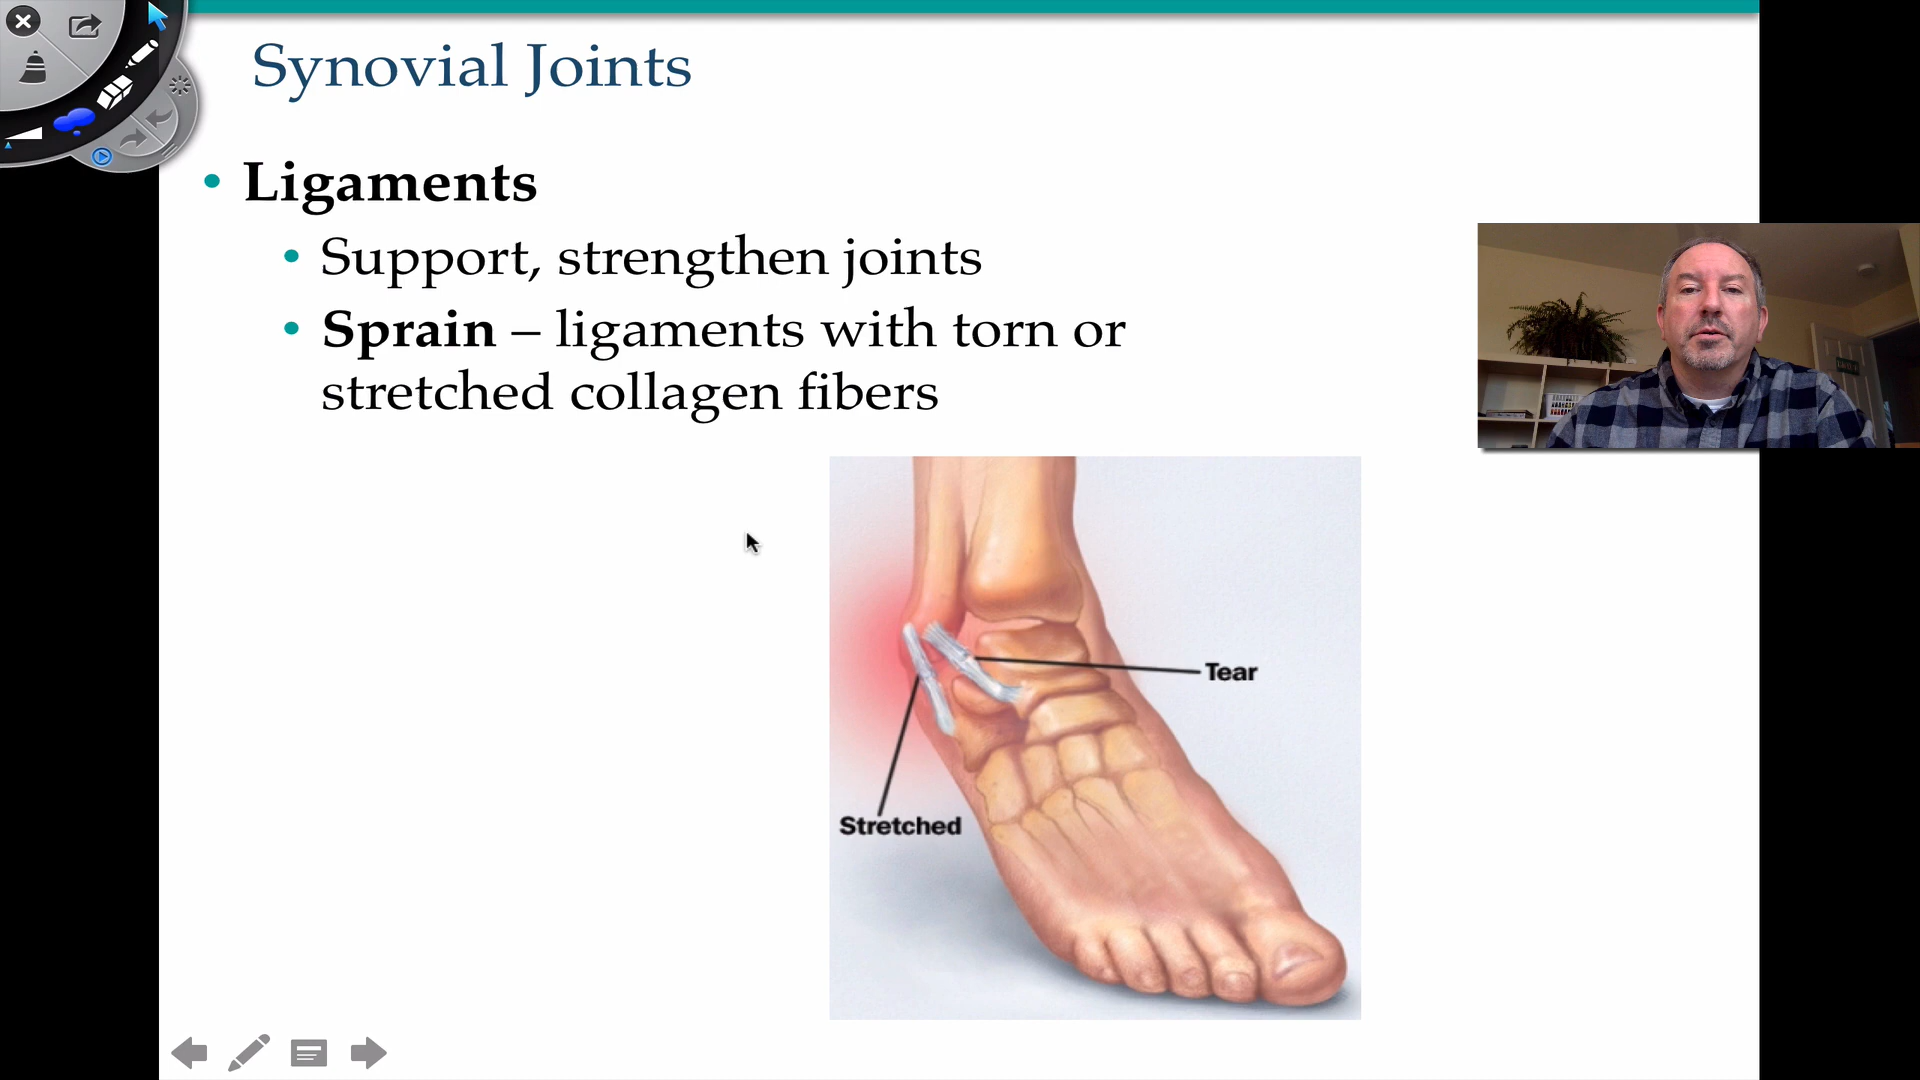 Synovial Joints
• Ligaments
• Support, strengthen joints
• Sprain – ligaments with torn or
stretched collagen fibers
Tear
Stretched